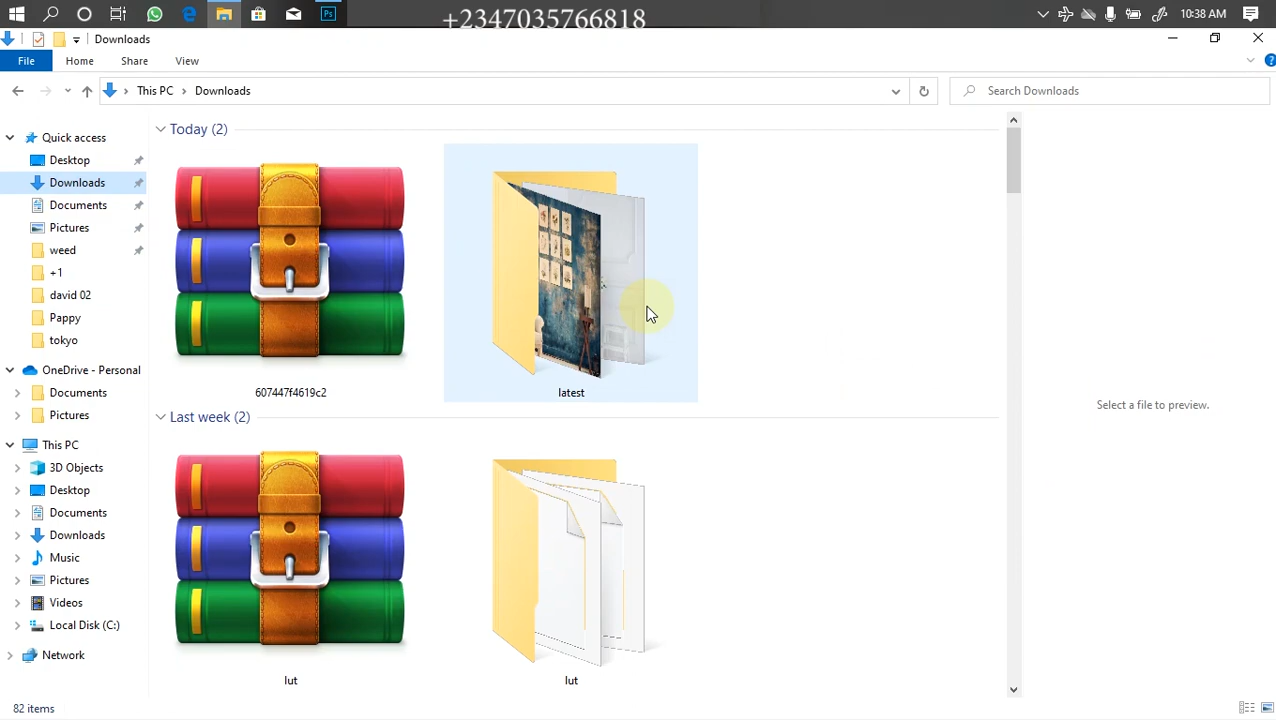 +2347035766818
10:38 AM
Downloads
File Home Share View
This PC Downloads
Search Downloads
Quick access
Desktop
Downloads
Documents
Pictures
weed
+1
david 02
Pappy
tokyo
OneDrive - Personal
Documents
Pictures
This PC
3D Objects
Desktop
Documents
Downloads
Music
Pictures
Videos
Local Disk (C:)
Network
Today (2)
607447f4619c2
latest
Last week (2)
lut
lut
Select a file to preview.
82 items